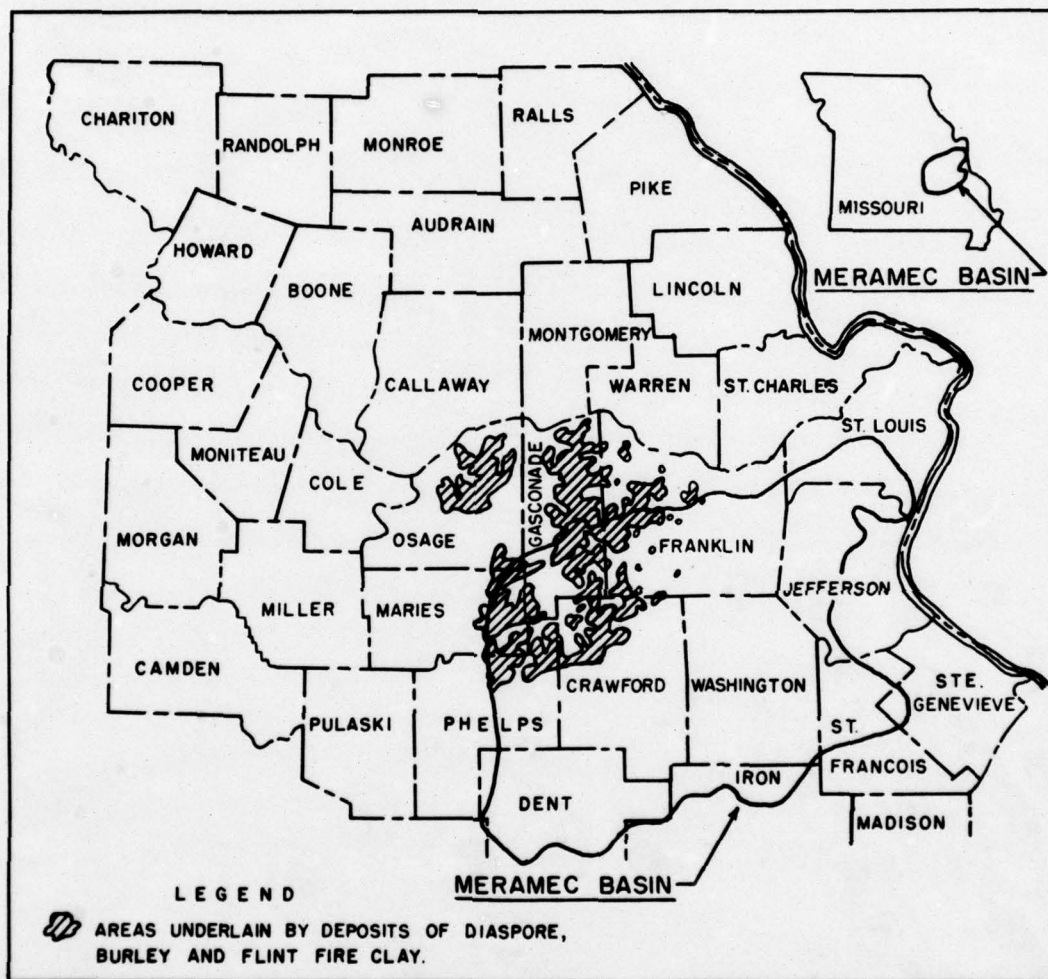 CHARITON
RANDOLPH
MONROE
RALLS
PIKE
MISSOURI
MERAMEC BASIN
AUDRAIN
HOWARD
BOONE
LINCOLN
MONTGOMERY
COOPER
CALLAWAY
WARREN
ST. CHARLES
ST. LOUIS
MONITEAU
COLE
GASCONADE
OSAGE
FRANKLIN
MORGAN
JEFFERSON
MILLER
MARIES
CAMDEN
CRAWFORD
WASHINGTON
STE.
GENEVIEVE
PULASKI
PHELPS
ST.
FRANCOIS
IRON
DENT
MADISON
MERAMEC BASIN
LEGEND
AREAS UNDERLAIN BY DEPOSITS OF DIASPORE,
BURLEY AND FLINT FIRE CLAY.